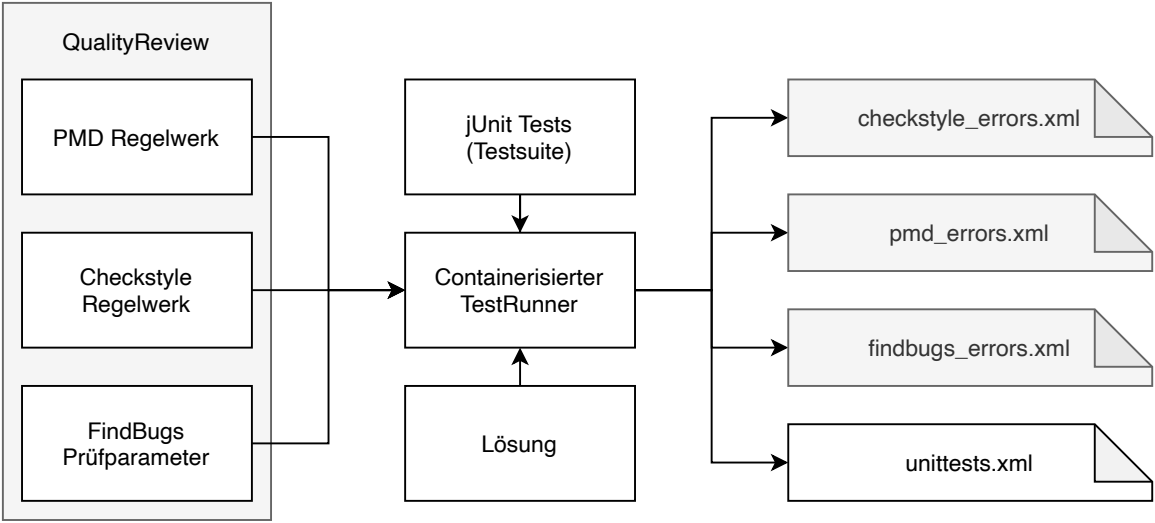 QualityReview
PMD Regelwerk
Checkstyle
Regelwerk
FindBugs
Prüfparameter
jUnit Tests
(Testsuite)
Containerisierter
TestRunner
Lösung
checkstyle_errors.xml
pmd_errors.xml
findbugs_errors.xml
unittests.xml